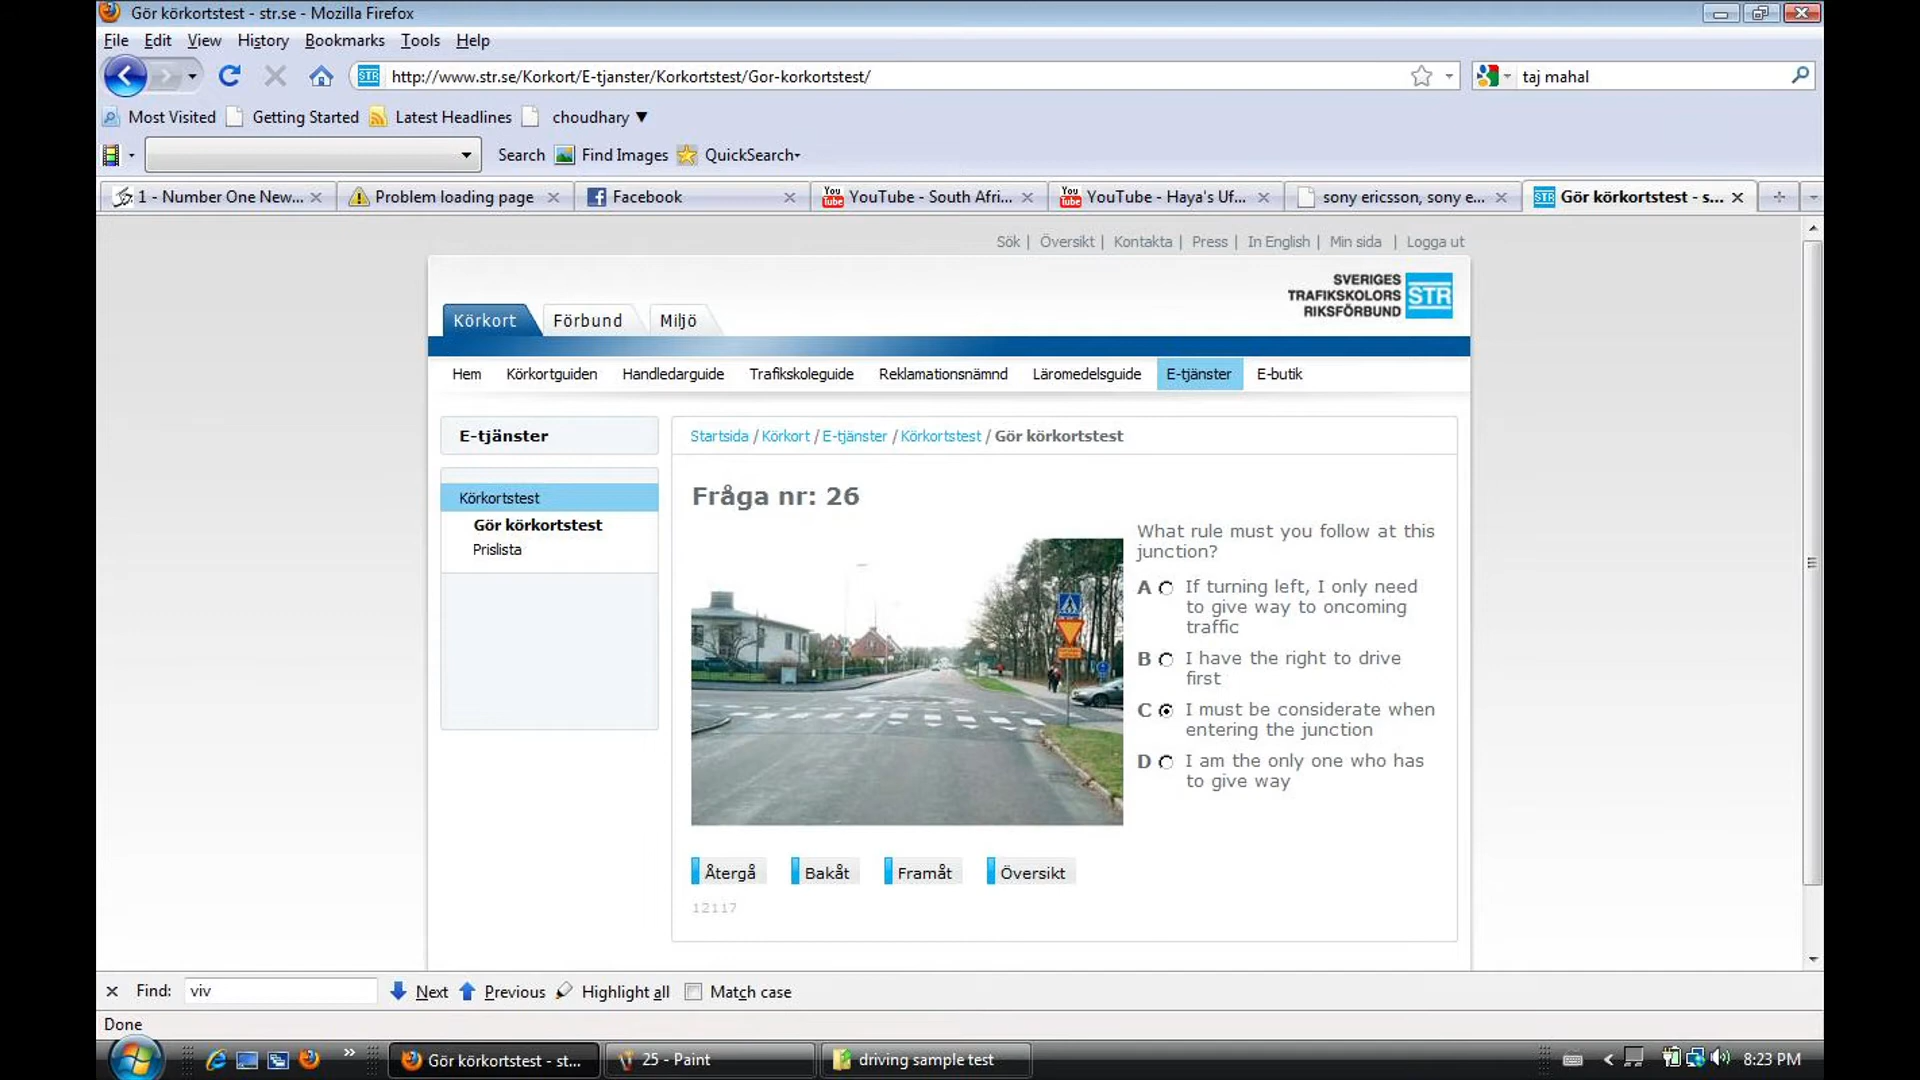 Gör körkortstest - str.se - Mozilla Firefox
File Edit View History Bookmarks Tools Help
http://www.str.se/Korkort/E-tjanster/Korkortstest/Gor-korkortstest/
taj mahal
Most Visited Getting Started Latest Headlines choudhary ▼
Search Find Images QuickSearch
1 - Number One New...
Problem loading page
Facebook
YouTube - South Afri...
YouTube - Haya's Uf...
sony ericsson, sony e...
Gör körkortstest - s...
Sök | Översikt | Kontakta | Press | In English | Min sida | Logga ut
SVERIGES
TRAFIKSKOLORS
RIKSFÖRBUND
STR
Körkort Förbund Miljö
Hem Körkortguiden Handledarguide Trafikskoleguide Reklamationsnämnd Läromedelsguide E-tjänster E-butik
E-tjänster
Körkortstest
Gör körkortstest
Prislista
Startsida / Körkort / E-tjänster / Körkortstest / Gör körkortstest
Fråga nr: 26
What rule must you follow at this
junction?
A If turning left, I only need
to give way to oncoming
traffic
B I have the right to drive
first
C I must be considerate when
entering the junction
D I am the only one who has
to give way
Återgå Bakåt Framåt Översikt
12117
Find: viv Next Previous Highlight all Match case
Done
Gör körkortstest - st...
25 - Paint
driving sample test
8:23 PM